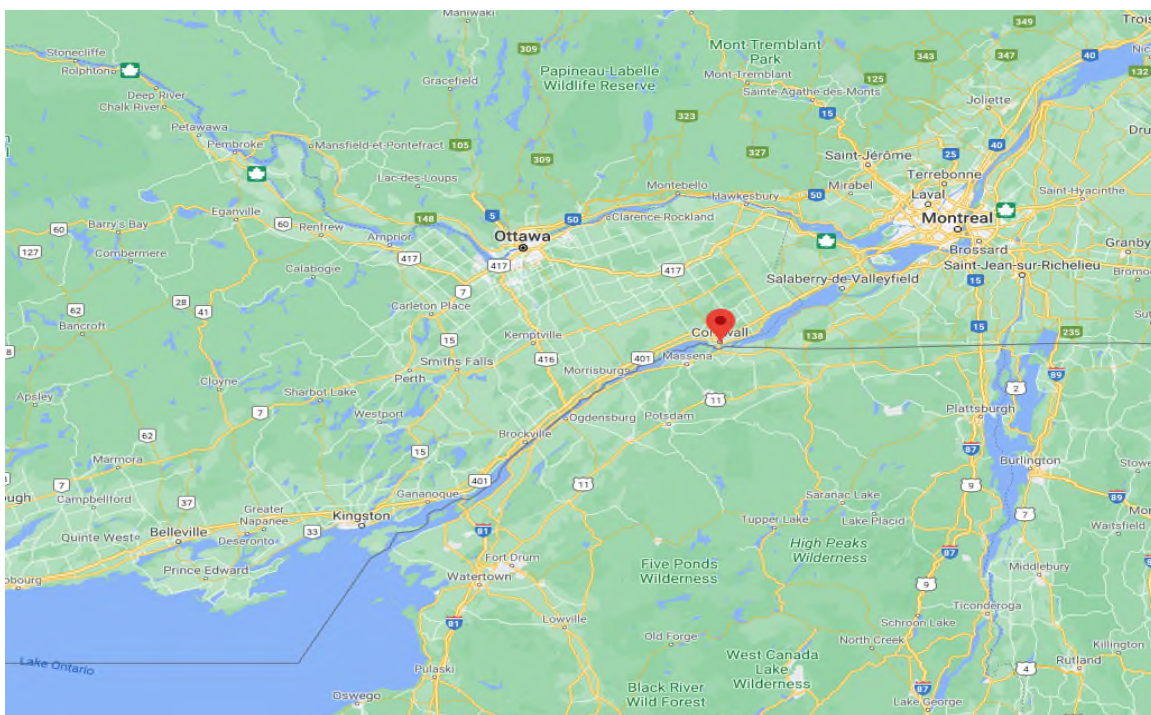 Maniwaki
309
349
Trois
Stonecliffe
Rolphton
Mont-Tremblant
Park
343
347
40
Nic
132
Gracefield
Papineau-Labelle
Wildlife Reserve
Mont-Tremblant
125
Deep River
Chalk River
Sainte-Agathe-des-Monts
Joliette
15
323
Petawawa
Dru
Pembroke
Mansfield-et-Pontefract
105
40
309
327
25
Saint-Jérôme
Lac-des-Loups
Montebello
Terrebonne
Hawkesbury
50
Mirabel
Laval
Saint-Hyacinthe
Eganville
148
5
50
Clarence-Rockland
Montreal
60
Barry's Bay
60
Renfrew
Arnprior
Ottawa
Brossard
Granby
127
Combermere
417
417
417
Saint-Jean-sur-Richelieu
Calabogie
Salaberry-de-Valleyfield
Bromo
7
15
28
41
Carleton Place
62
Bancroft
Kemptville
15
Sut
138
235
8
15
416
401
Massena
Smiths Falls
Morrisburg
89
Cloyne
Perth
2
Apsley
Sharbot Lake
11
7
Westport
Ogdensburg
Potsdam
Plattsburgh
62
Brockville
15
87
Marmora
Burlington
Stowe
7
401
11
9
ough
Campbellford
37
Gananoque
Saranac Lake
89
Greater
Napanee
Kingston
Tupper Lake
Lake Placid
7
Mon
Quinte West
Belleville
33
81
Waitsfield
Deseronto
High Peaks
Wilderness
87
Fort Drum
Five Ponds
Wilderness
obourg
Prince Edward
Watertown
9
Middlebury
Ticonderoga
81
Lowville
Schroon Lake
Old Forge
North Creek
Killington
Lake Ontario
West Canada
Lake
Wilderness
Rutland
Pulaski
4
Black River
Wild Forest
87
Oswego
Lake George